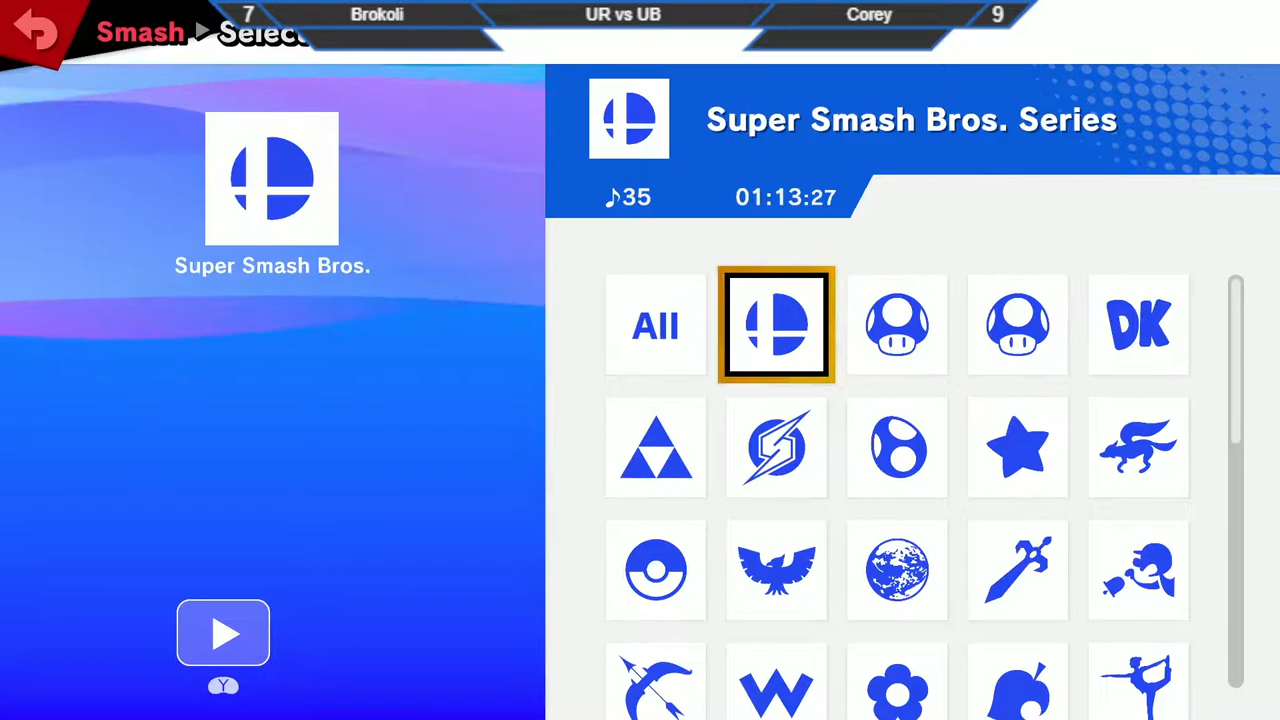 7 Brokoli UR vs UB Corey 9
Smash Select
Super Smash Bros. Series
♪35 01:13:27
Super Smash Bros.
All
DK
Y